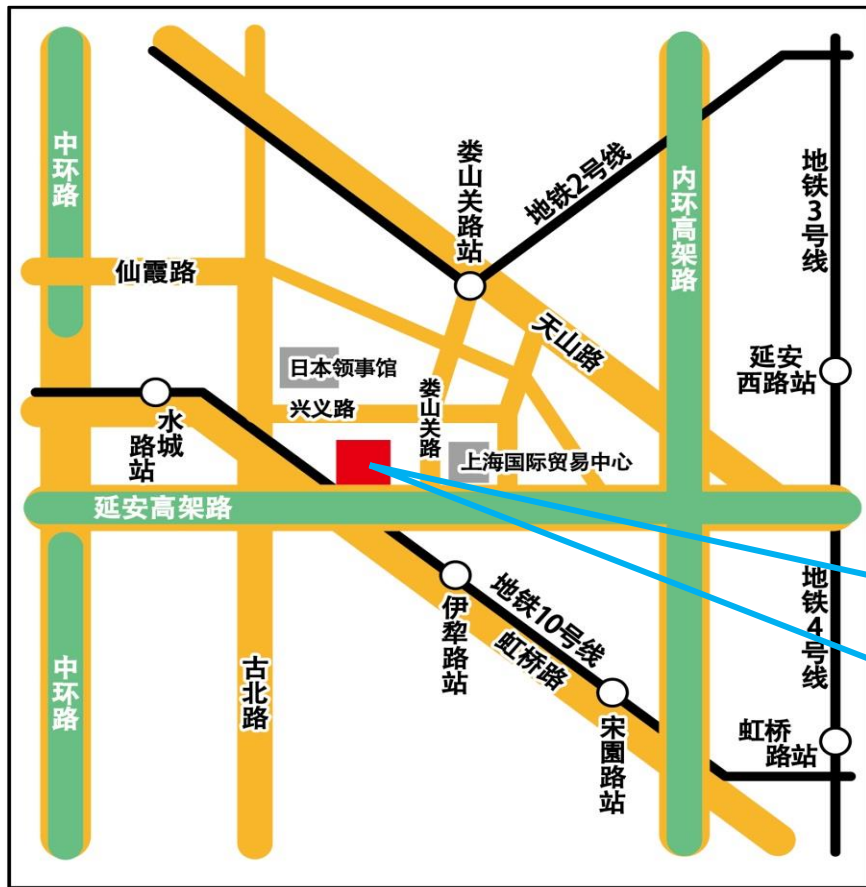 中环路
娄山关路站
地铁2号线
内环高架路
地铁3号线
仙霞路
天山路
延安
西路站
日本领事馆
兴义路
娄山关路
水城
路站
上海国际贸易中心
延安高架路
地铁10号线
虹桥路
地铁4号线
伊犁路站
中环路
古北路
宋園路站
虹桥
路站